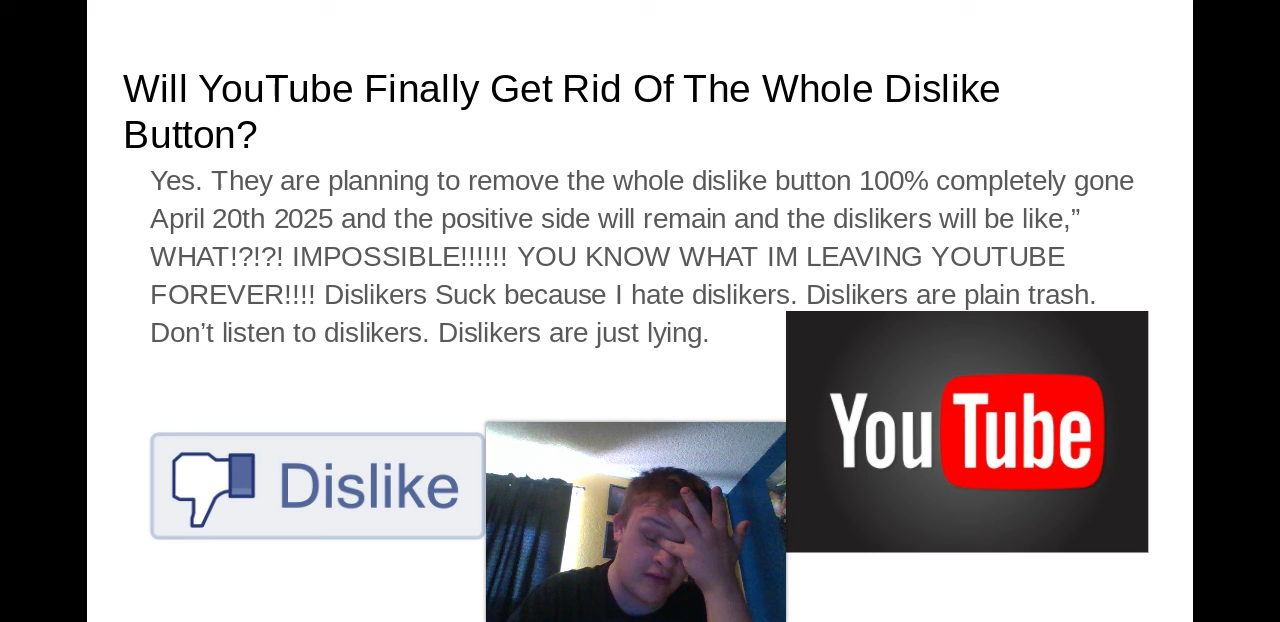 Will YouTube Finally Get Rid Of The Whole Dislike
Button?
Yes. They are planning to remove the whole dislike button 100% completely gone
April 20th 2025 and the positive side will remain and the dislikers will be like,”
WHAT!?!?! IMPOSSIBLE!!!!!! YOU KNOW WHAT IM LEAVING YOUTUBE
FOREVER!!!! Dislikers Suck because I hate dislikers. Dislikers are plain trash.
Don’t listen to dislikers. Dislikers are just lying.
YouTube
Dislike